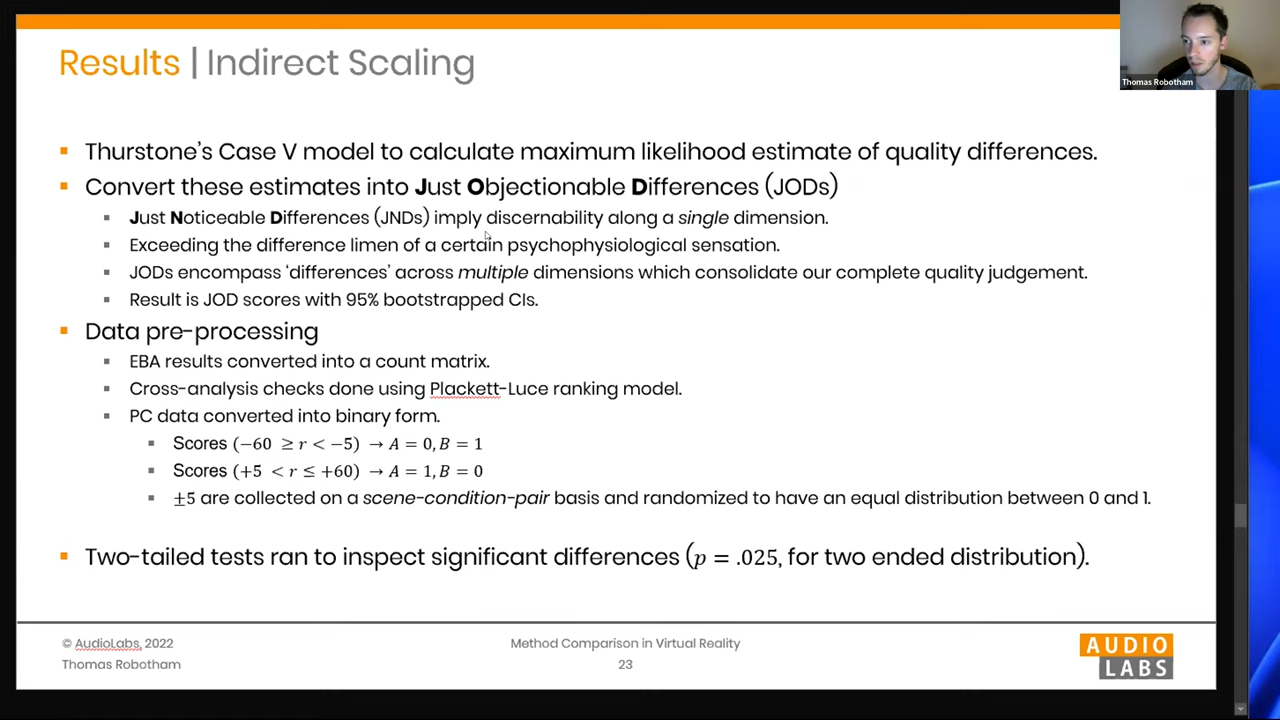 Results | Indirect Scaling
Thomas Robotham
▪ Thurstone's Case V model to calculate maximum likelihood estimate of quality differences.
▪ Convert these estimates into Just Objectionable Differences (JODs)
▪ Just Noticeable Differences (JNDs) imply discernability along a single dimension.
▪ Exceeding the difference limen of a certain psychophysiological sensation.
▪ JODs encompass 'differences' across multiple dimensions which consolidate our complete quality judgement.
▪ Result is JOD scores with 95% bootstrapped CIs.
▪ Data pre-processing
▪ EBA results converted into a count matrix.
▪ Cross-analysis checks done using Plackett-Luce ranking model.
▪ PC data converted into binary form.
▪ Scores (−60 ≥ r < −5) → A = 0, B = 1
▪ Scores (+5 < r ≤ +60) → A = 1, B = 0
▪ ±5 are collected on a scene-condition-pair basis and randomized to have an equal distribution between 0 and 1.
▪ Two-tailed tests ran to inspect significant differences (p = .025, for two ended distribution).
© AudioLabs, 2022
Thomas Robotham
Method Comparison in Virtual Reality
23
AUDIO
LABS